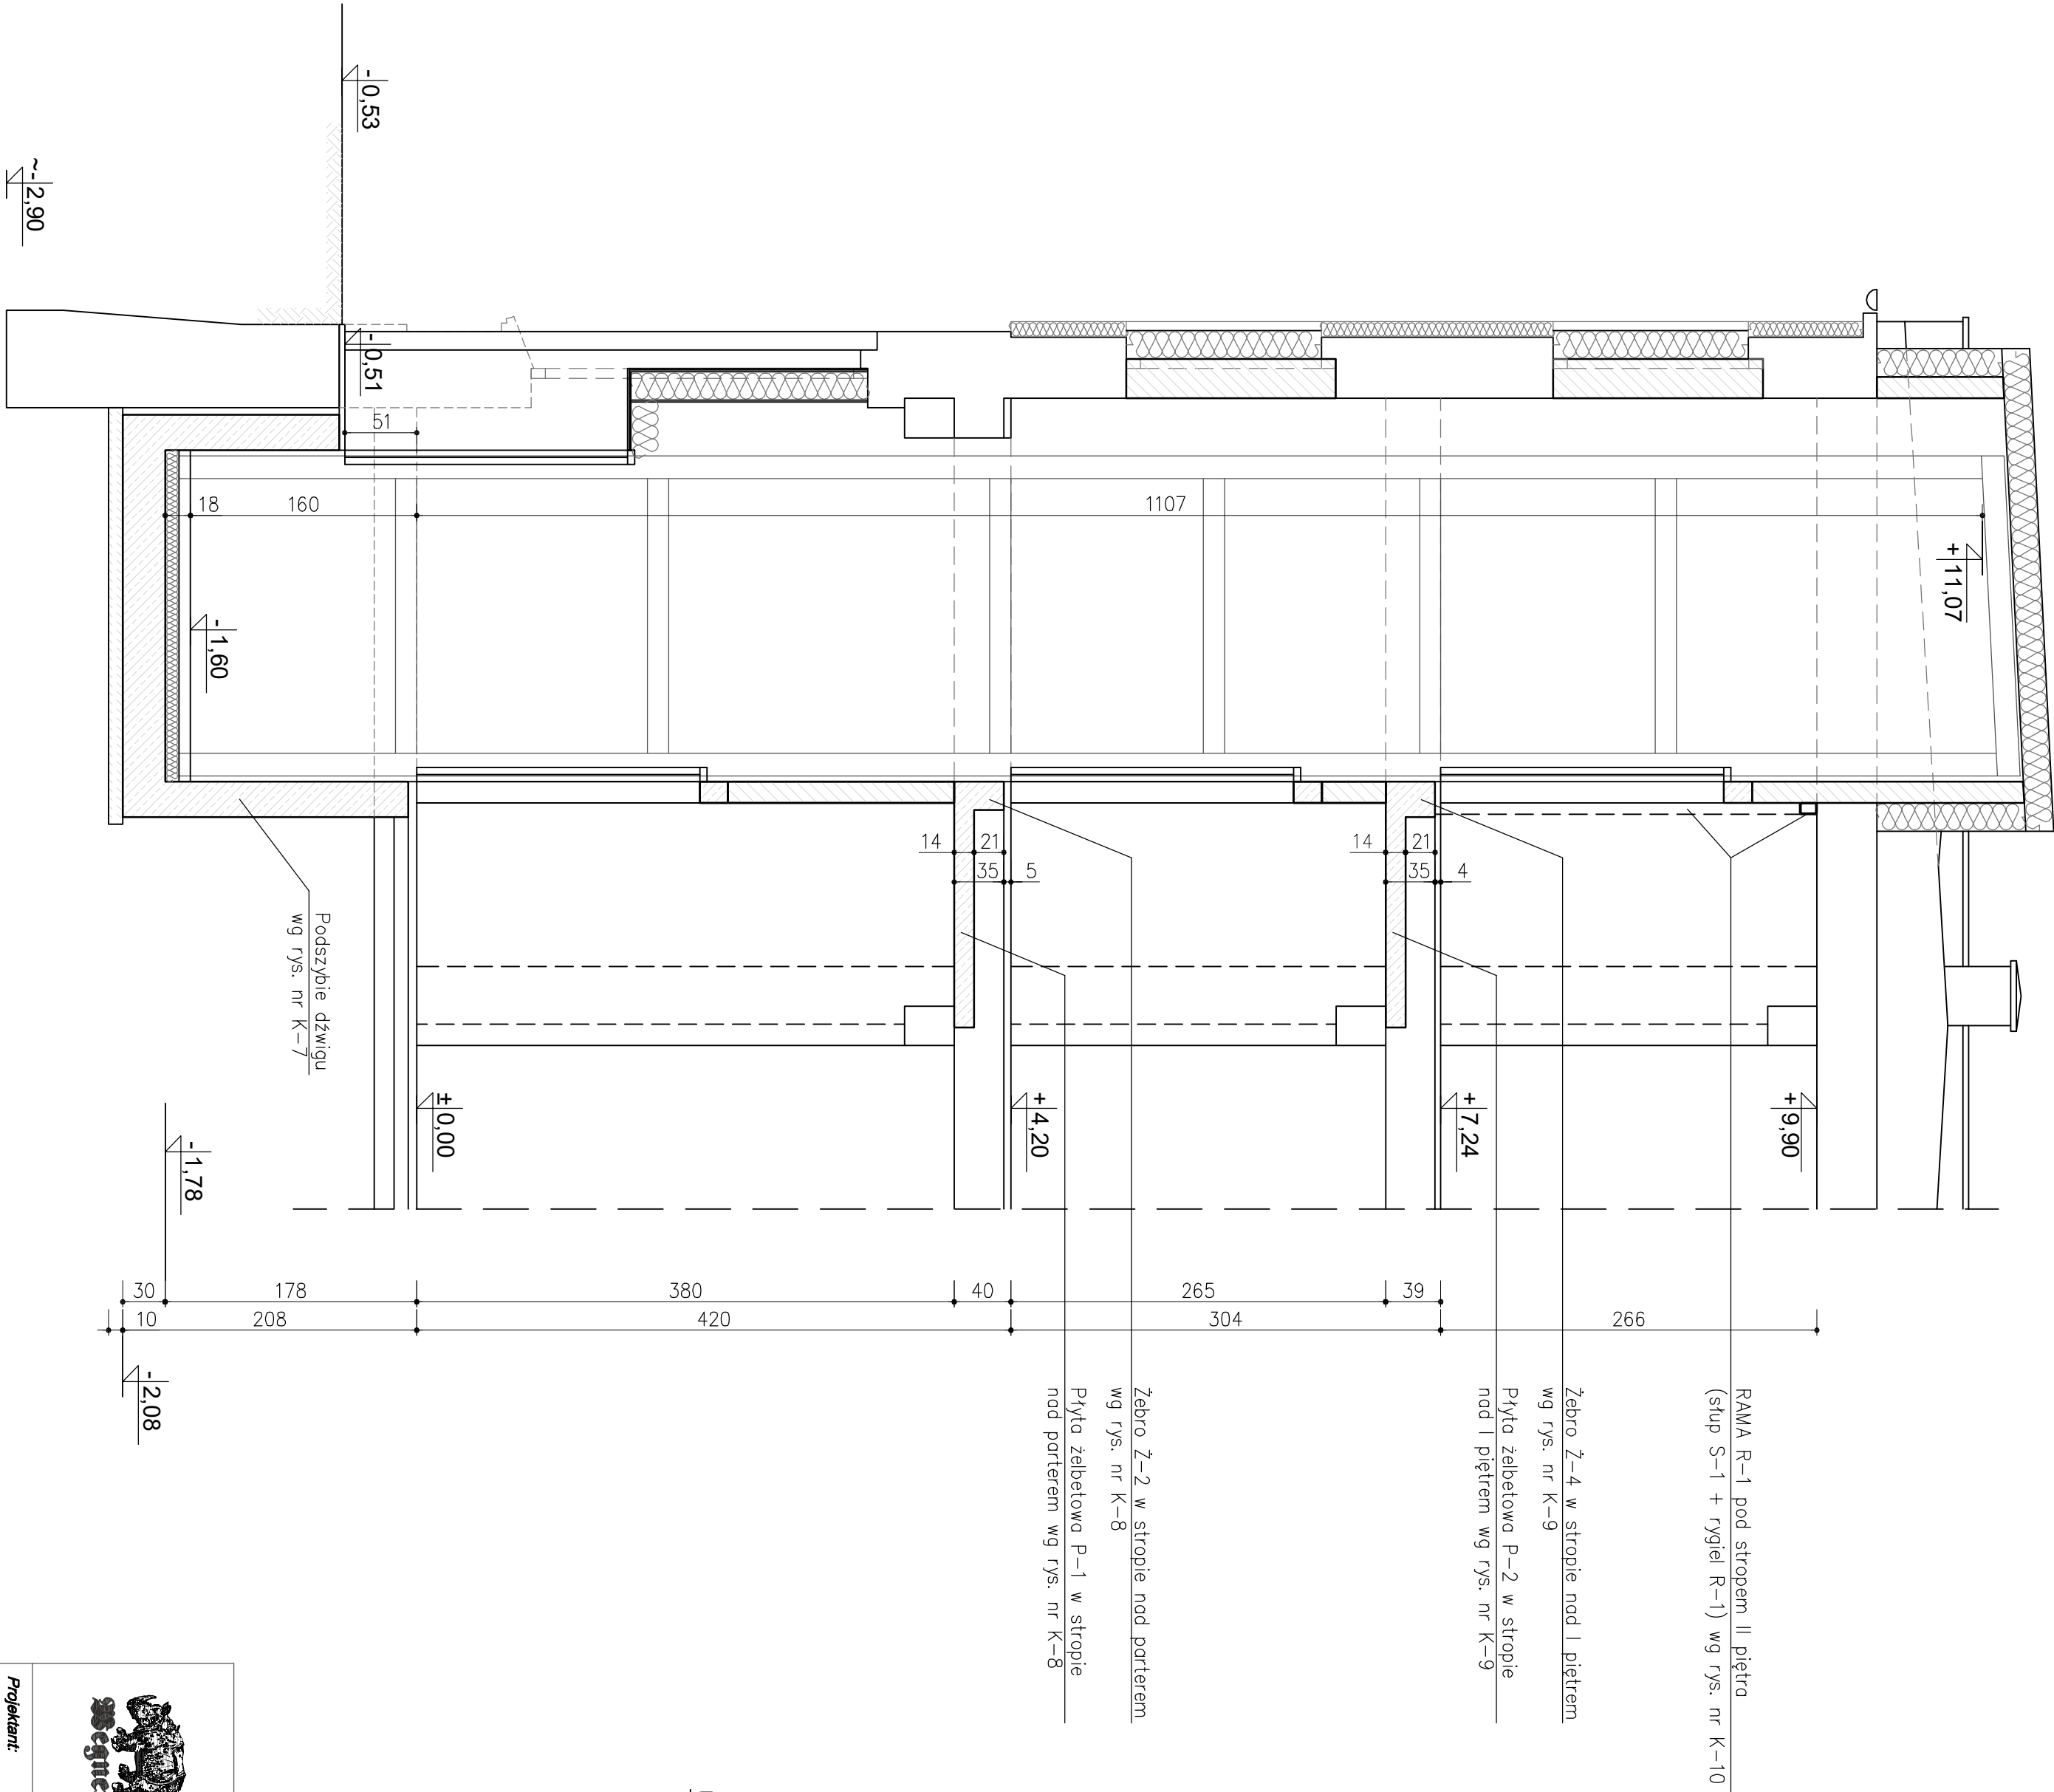 -0,53
~-2,90
-0,51
51
18
160
1107
+11,07
-1,60
14
21
35
5
14
21
35
4
Podszybie dźwigu
wg rys. nr K-7
±0,00
+4,20
+7,24
+9,90
-1,78
30
178
380
40
265
39
10
208
420
304
266
-2,08
RAMA R-1 pod stropem II piętra
(słup S-1 + rygiel R-1) wg rys. nr K-10
Żebro Ż-4 w stropie nad I piętrem
wg rys. nr K-9
Płyta żelbetowa P-2 w stropie
nad I piętrem wg rys. nr K-9
Żebro Ż-2 w stropie nad parterem
wg rys. nr K-8
Płyta żelbetowa P-1 w stropie
nad parterem wg rys. nr K-8
Projektant: